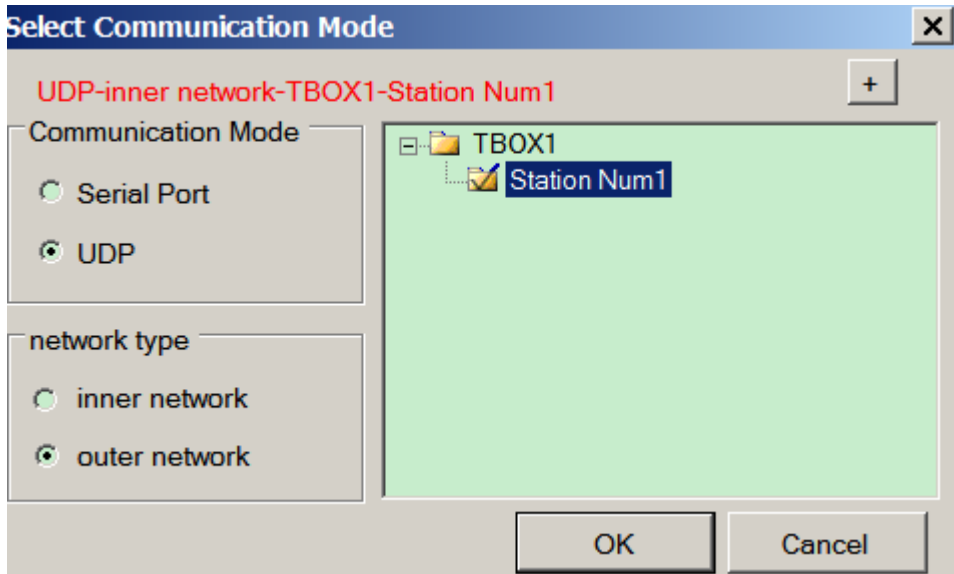 Select Communication Mode
UDP-inner network-TBOX1-Station Num1
+
Communication Mode
Serial Port
UDP
TBOX1
Station Num1
network type
inner network
outer network
OK
Cancel